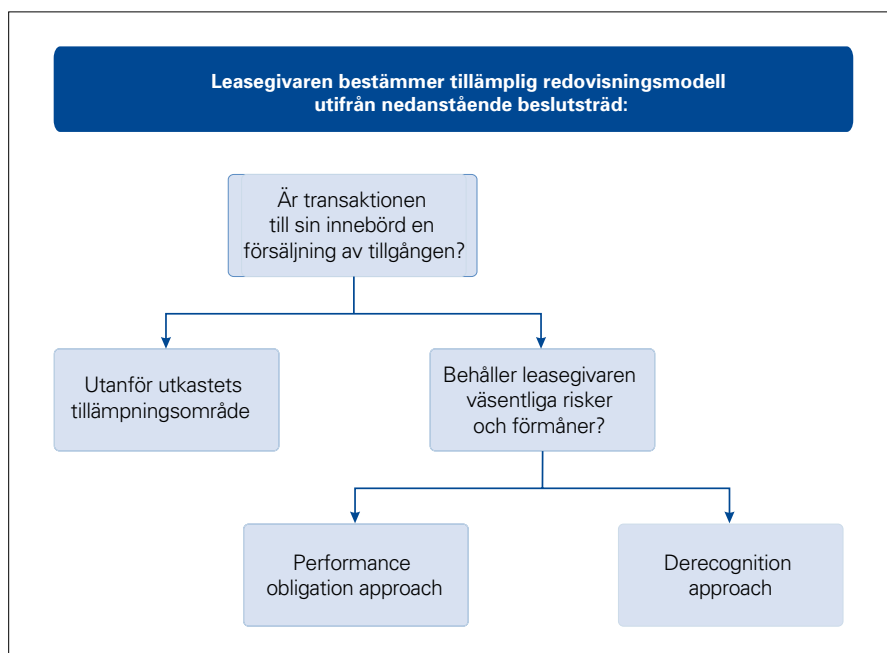 Leasegivaren bestämmer tillämplig redovisningsmodell
utifrån nedanstående beslutsträd:
Är transaktionen
till sin innebörd en
försäljning av tillgången?
Utanför utkastets
tillämpningsområde
Behåller leasegivaren
väsentliga risker
och förmåner?
Performance
obligation approach
Derecognition
approach